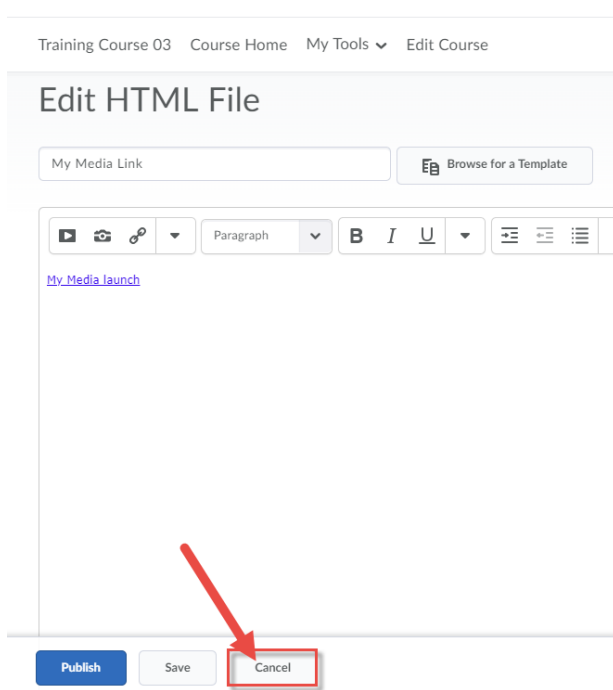 Training Course 03 Course Home My Tools Edit Course
Edit HTML File
My Media Link Browse for a Template
Paragraph B I U
My Media launch
Publish Save Cancel